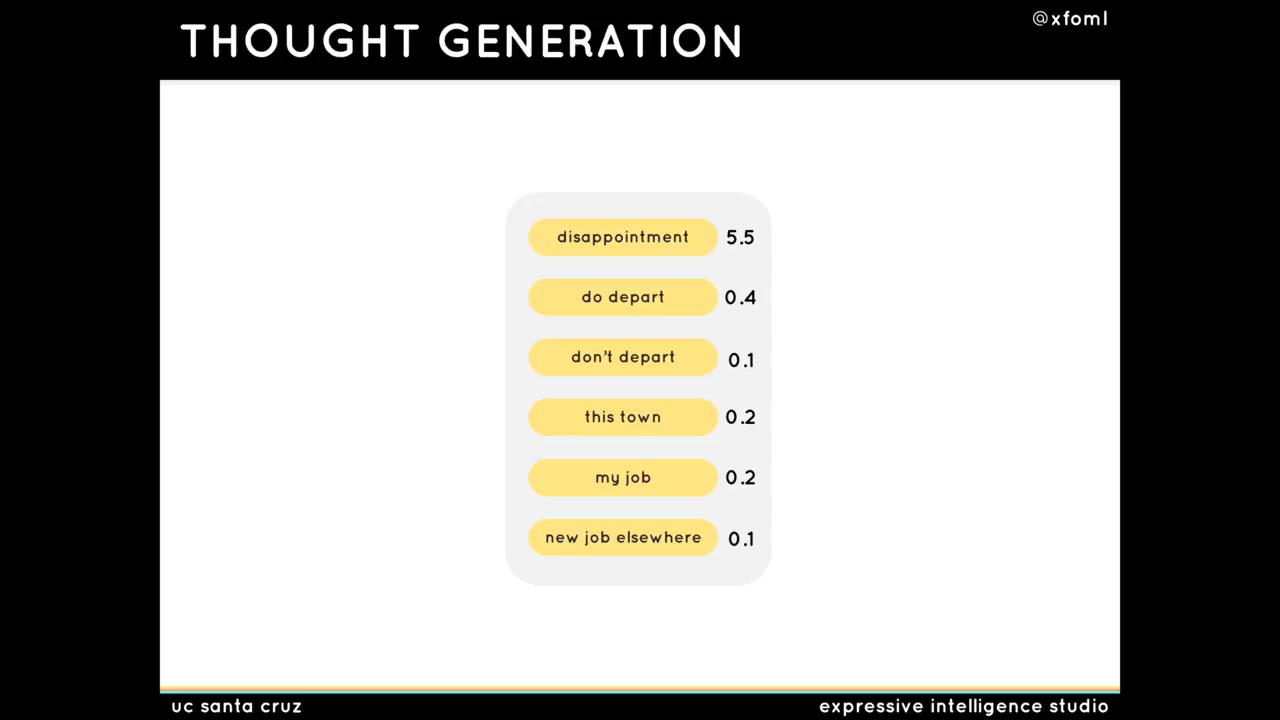 THOUGHT GENERATION
@xfoml
disappointment 5.5
do depart 0.4
don't depart 0.1
this town 0.2
my job 0.2
new job elsewhere 0.1
uc santa cruz
expressive intelligence studio